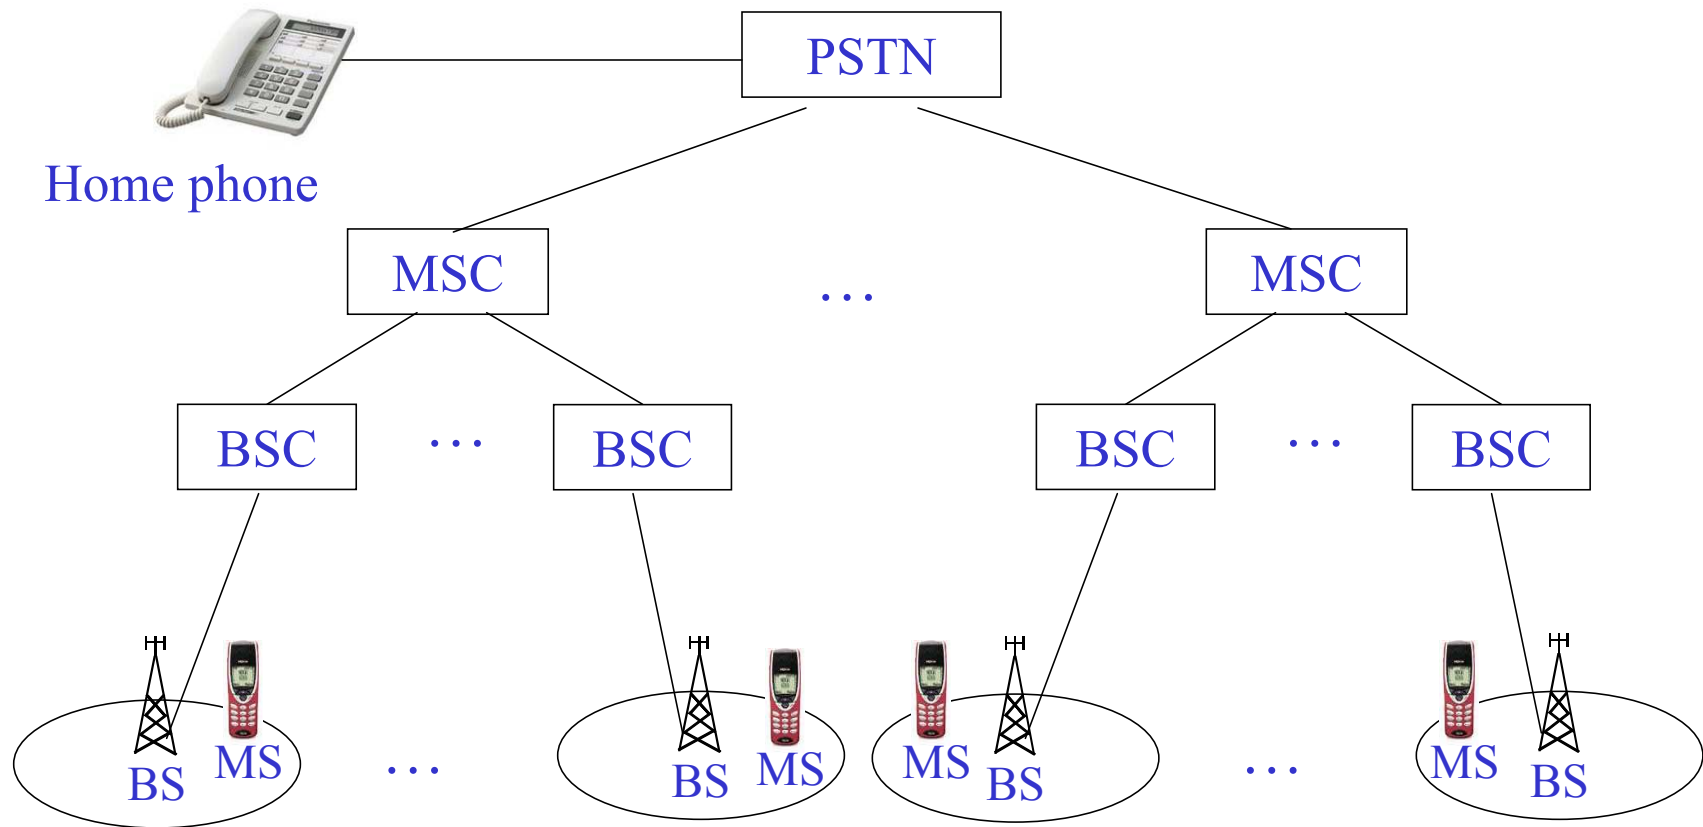 PSTN
Home phone
MSC … MSC
BSC … BSC BSC … BSC
BS MS … BS MS MS BS … MS BS